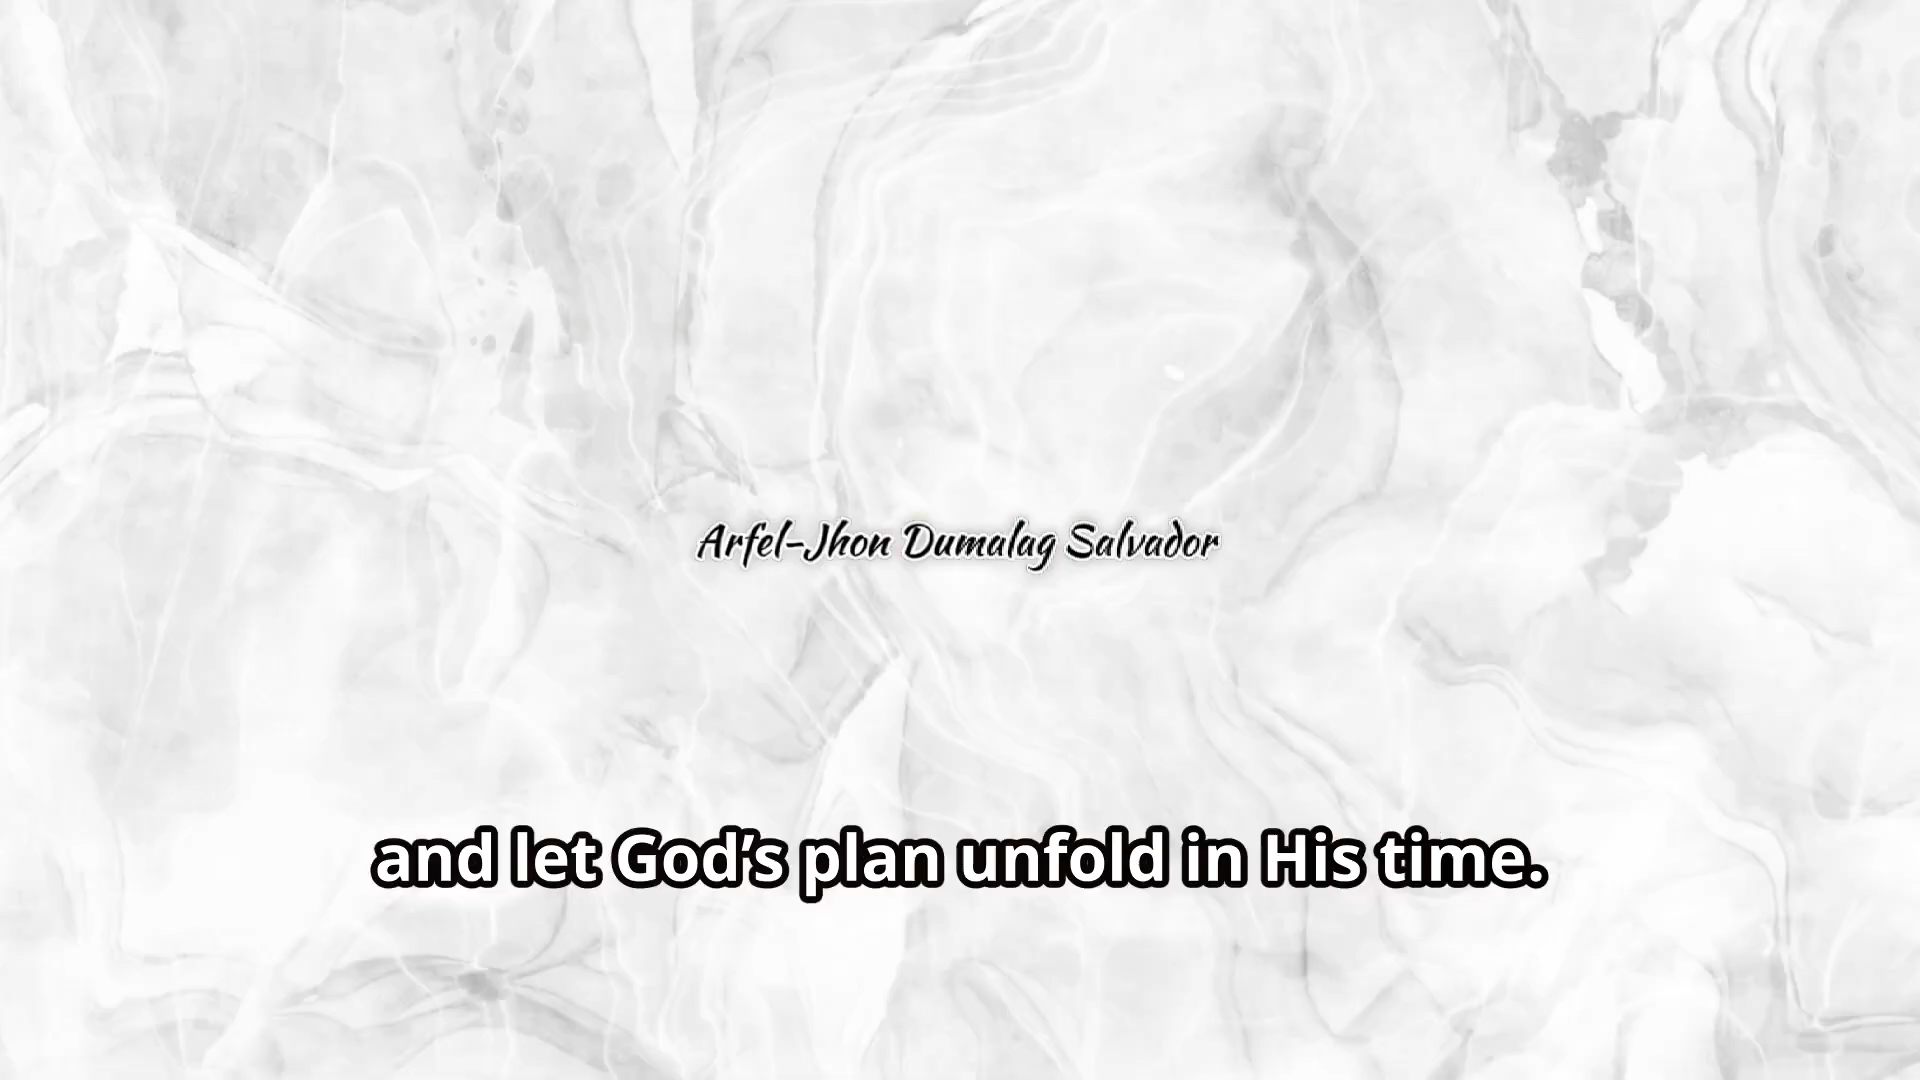 Arfel-Jhon Dumalag Salvador
and let God’s plan unfold in His time.